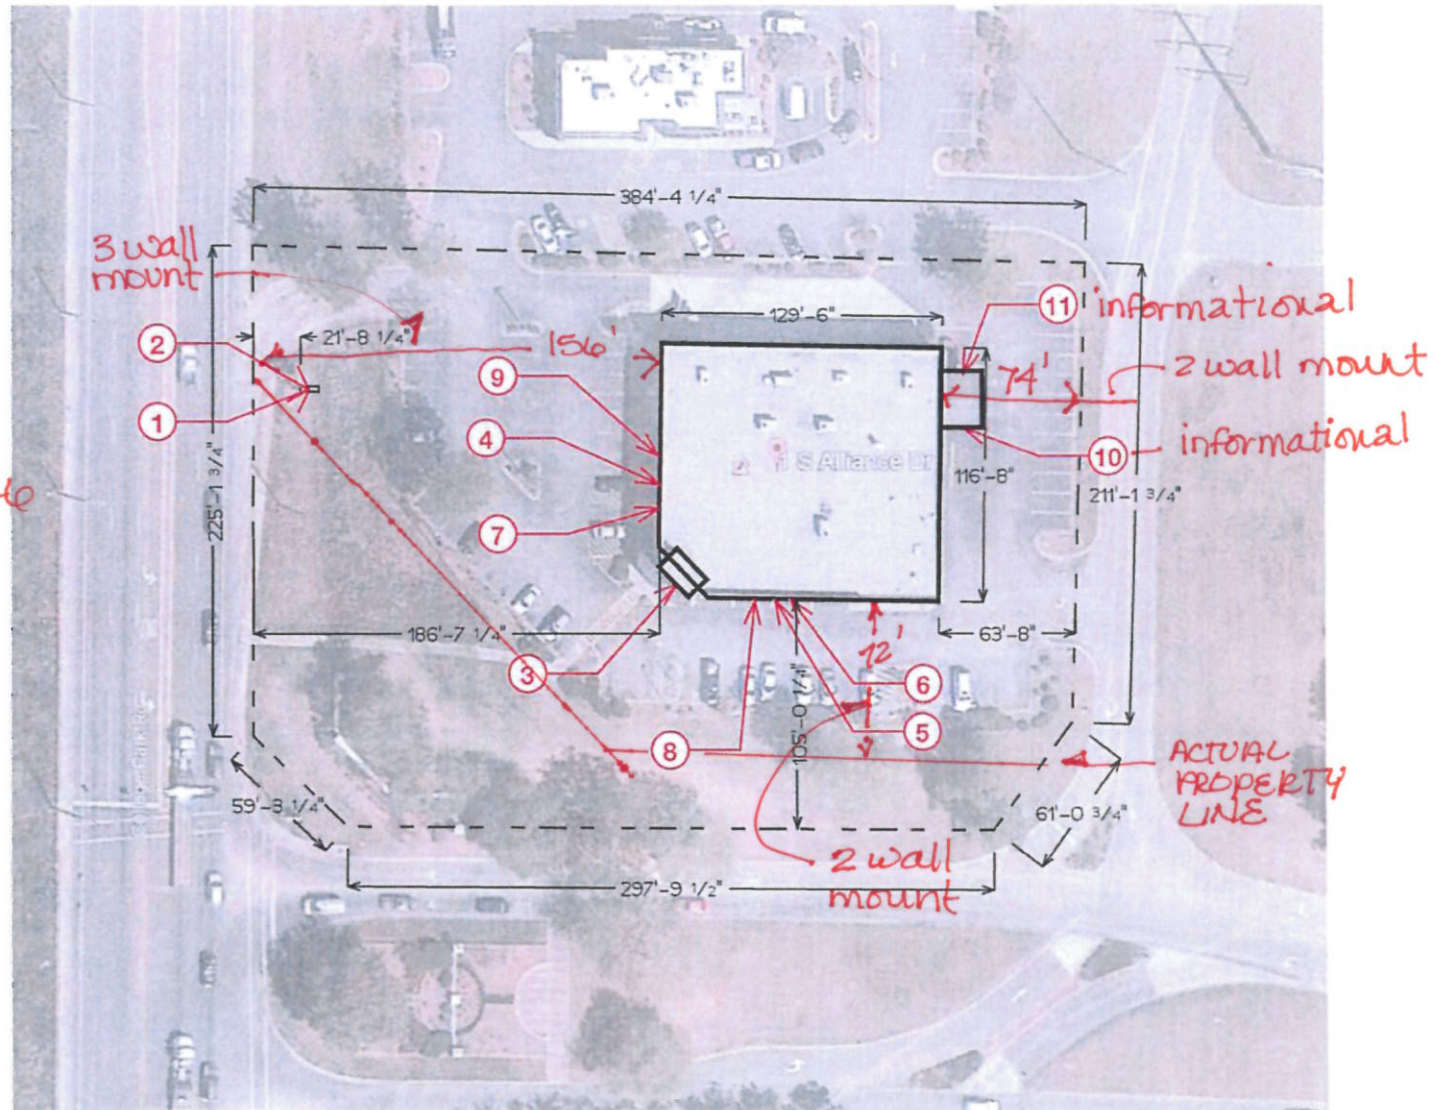 384'-4 1/4"
3 wall
mount
129'-6"
11 informational
2
21'-8 1/4"
156'
74'
2 wall mount
9
1
4
10 informational
S Alliance Dr
116'-8"
211'-1 3/4"
225'-1 3/4"
7
186'-7 1/4"
63'-8"
72'
3
6
5
8
105'-0 1/4"
ACTUAL
PROPERTY
LINE
59'-3 1/4"
61'-0 3/4"
2 wall
mount
297'-9 1/2"